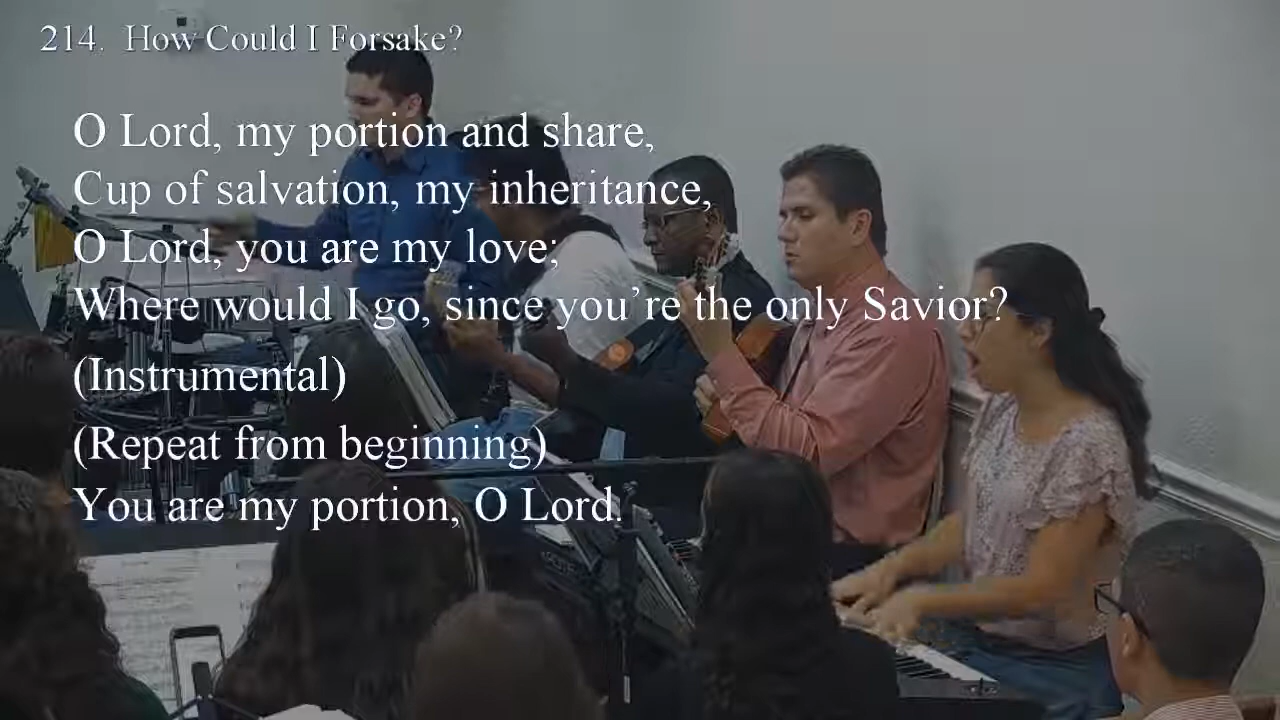 214. How Could I Forsake?
O Lord, my portion and share,
Cup of salvation, my inheritance,
O Lord, you are my love;
Where would I go, since you’re the only Savior?
(Instrumental)
(Repeat from beginning)
You are my portion, O Lord.